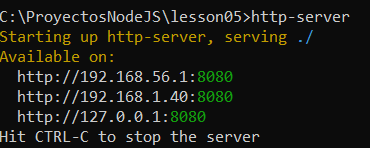 C:\ProyectosNodeJS\lesson05>http-server
Starting up http-server, serving ./
Available on:
  http://192.168.56.1:8080
  http://192.168.1.40:8080
  http://127.0.0.1:8080
Hit CTRL-C to stop the server